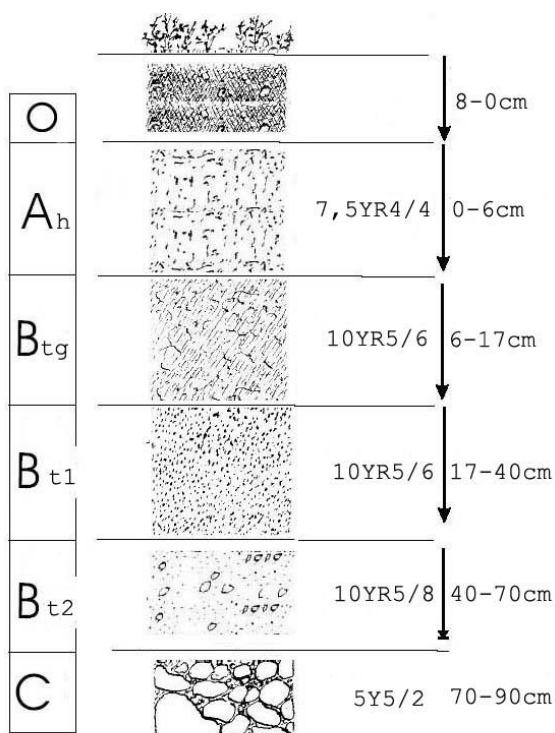 O 8-0cm
Ah 7,5YR4/4 0-6cm
Btg 10YR5/6 6-17cm
Bt1 10YR5/6 17-40cm
Bt2 10YR5/8 40-70cm
C 5Y5/2 70-90cm